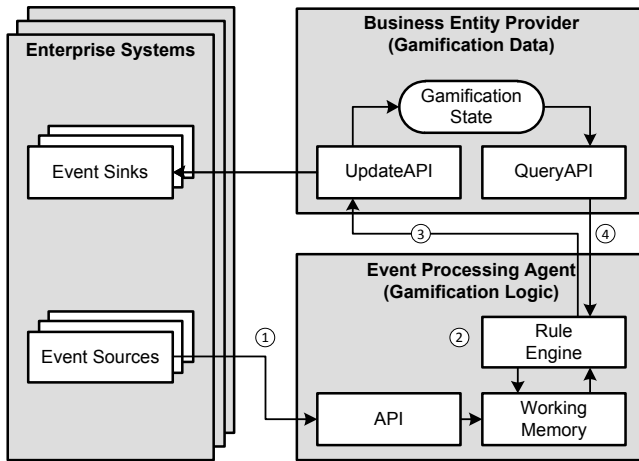 Enterprise Systems
Event Sinks
Event Sources
Business Entity Provider
(Gamification Data)
Gamification
State
UpdateAPI
QueryAPI
3
4
Event Processing Agent
(Gamification Logic)
1
2
Rule
Engine
API
Working
Memory